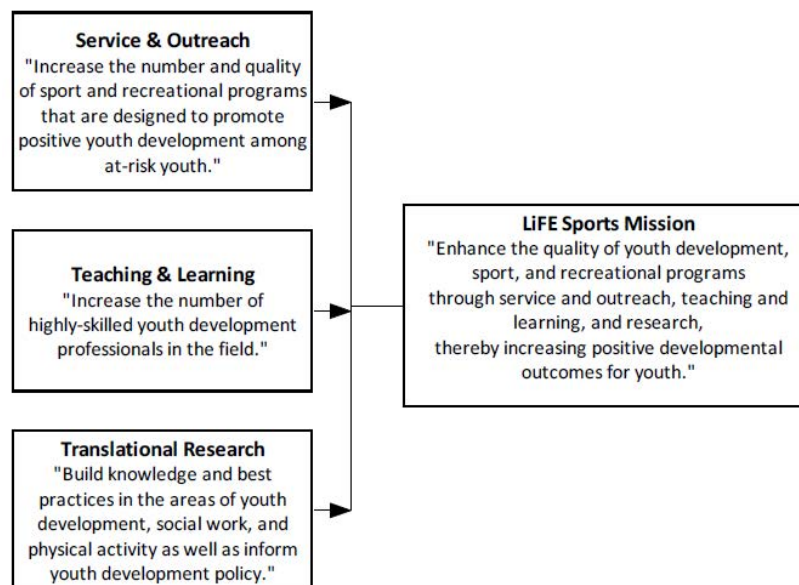 Service & Outreach
"Increase the number and quality
of sport and recreational programs
that are designed to promote
positive youth development among
at-risk youth."
Teaching & Learning
"Increase the number of
highly-skilled youth development
professionals in the field."
Translational Research
"Build knowledge and best
practices in the areas of youth
development, social work, and
physical activity as well as inform
youth development policy."
LiFE Sports Mission
"Enhance the quality of youth development,
sport, and recreational programs
through service and outreach, teaching and
learning, and research,
thereby increasing positive developmental
outcomes for youth."